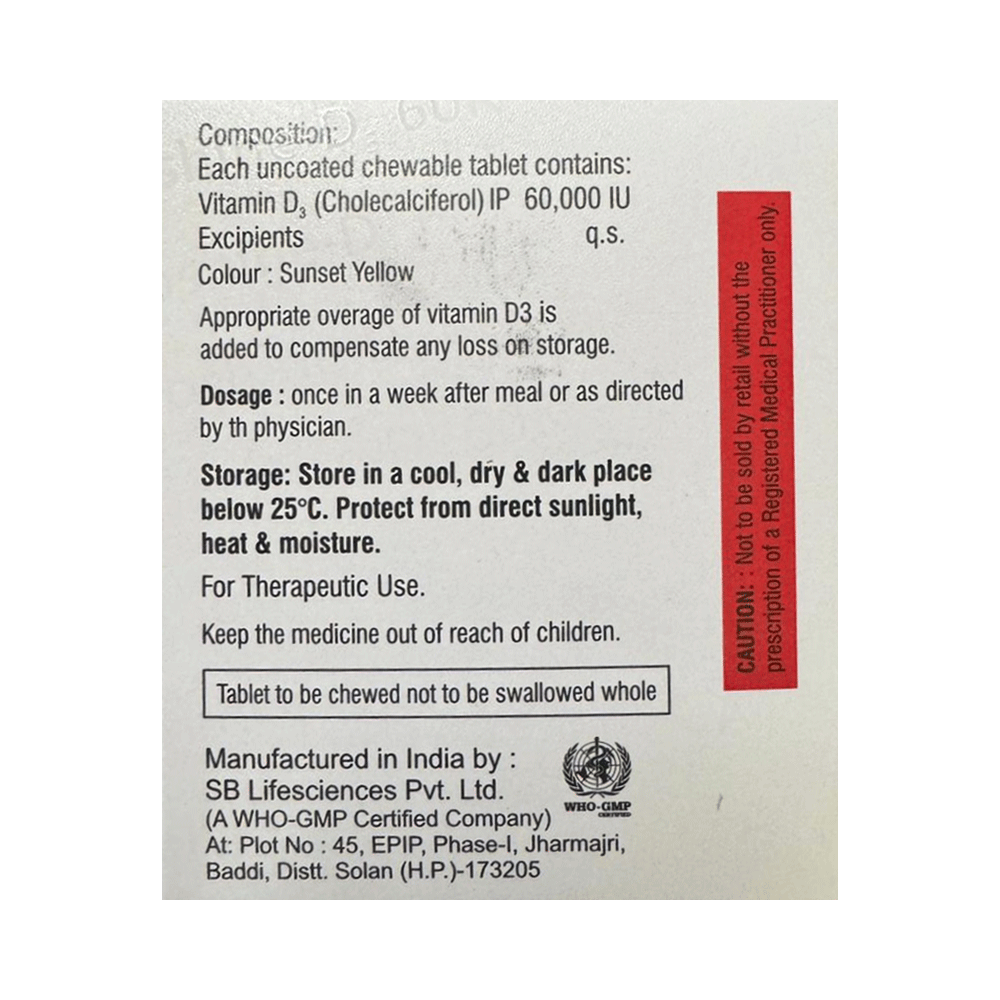 Composition:
Each uncoated chewable tablet contains:
Vitamin D₃ (Cholecalciferol) IP 60,000 IU
Excipients q.s.
Colour : Sunset Yellow
Appropriate overage of vitamin D3 is
added to compensate any loss on storage.
Dosage : once in a week after meal or as directed
by th physician.
Storage: Store in a cool, dry & dark place
below 25°C. Protect from direct sunlight,
heat & moisture.
For Therapeutic Use.
Keep the medicine out of reach of children.
Tablet to be chewed not to be swallowed whole
Manufactured in India by :
SB Lifesciences Pvt. Ltd.
(A WHO-GMP Certified Company)
At: Plot No : 45, EPIP, Phase-I, Jharmajri,
Baddi, Distt. Solan (H.P.)-173205
WHO-GMP
CERTIFIED
CAUTION: : Not to be sold by retail without the
prescription of a Registered Medical Practitioner only.